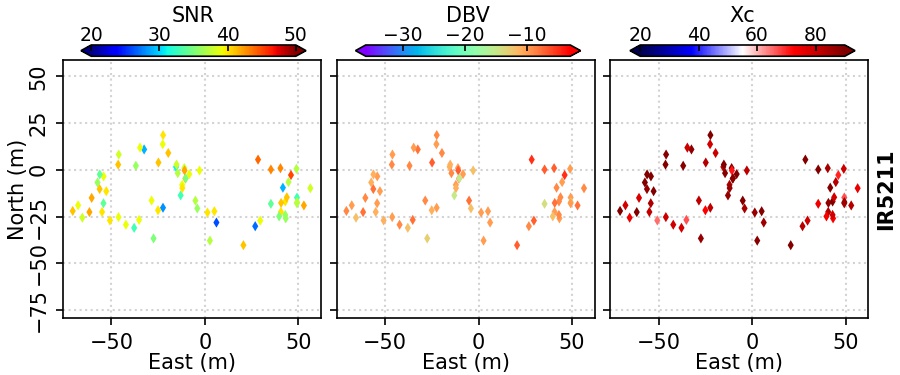 SNR DBV Xc
20 30 40 50 −30 −20 −10 20 40 60 80
50
25
0
−25
−50
−75
North (m)
IR5211
−50 0 50 −50 0 50 −50 0 50
East (m) East (m) East (m)